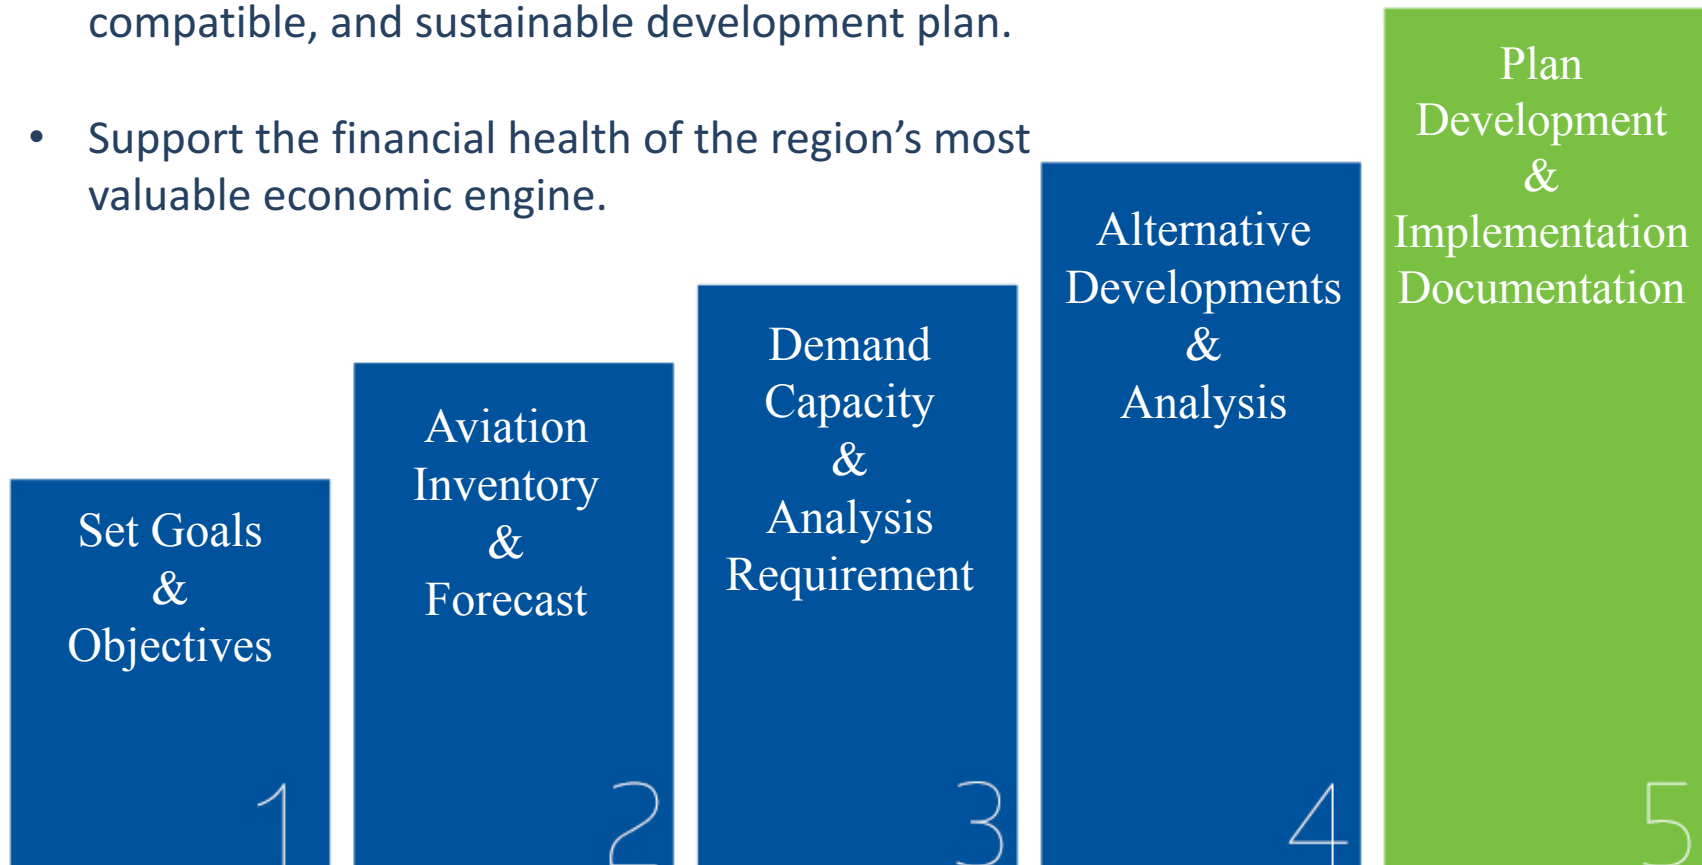 compatible, and sustainable development plan.
• Support the financial health of the region’s most
valuable economic engine.
Set Goals
&
Objectives
1
Aviation
Inventory
&
Forecast
2
Demand
Capacity
&
Analysis
Requirement
3
Alternative
Developments
&
Analysis
4
Plan
Development
&
Implementation
Documentation
5